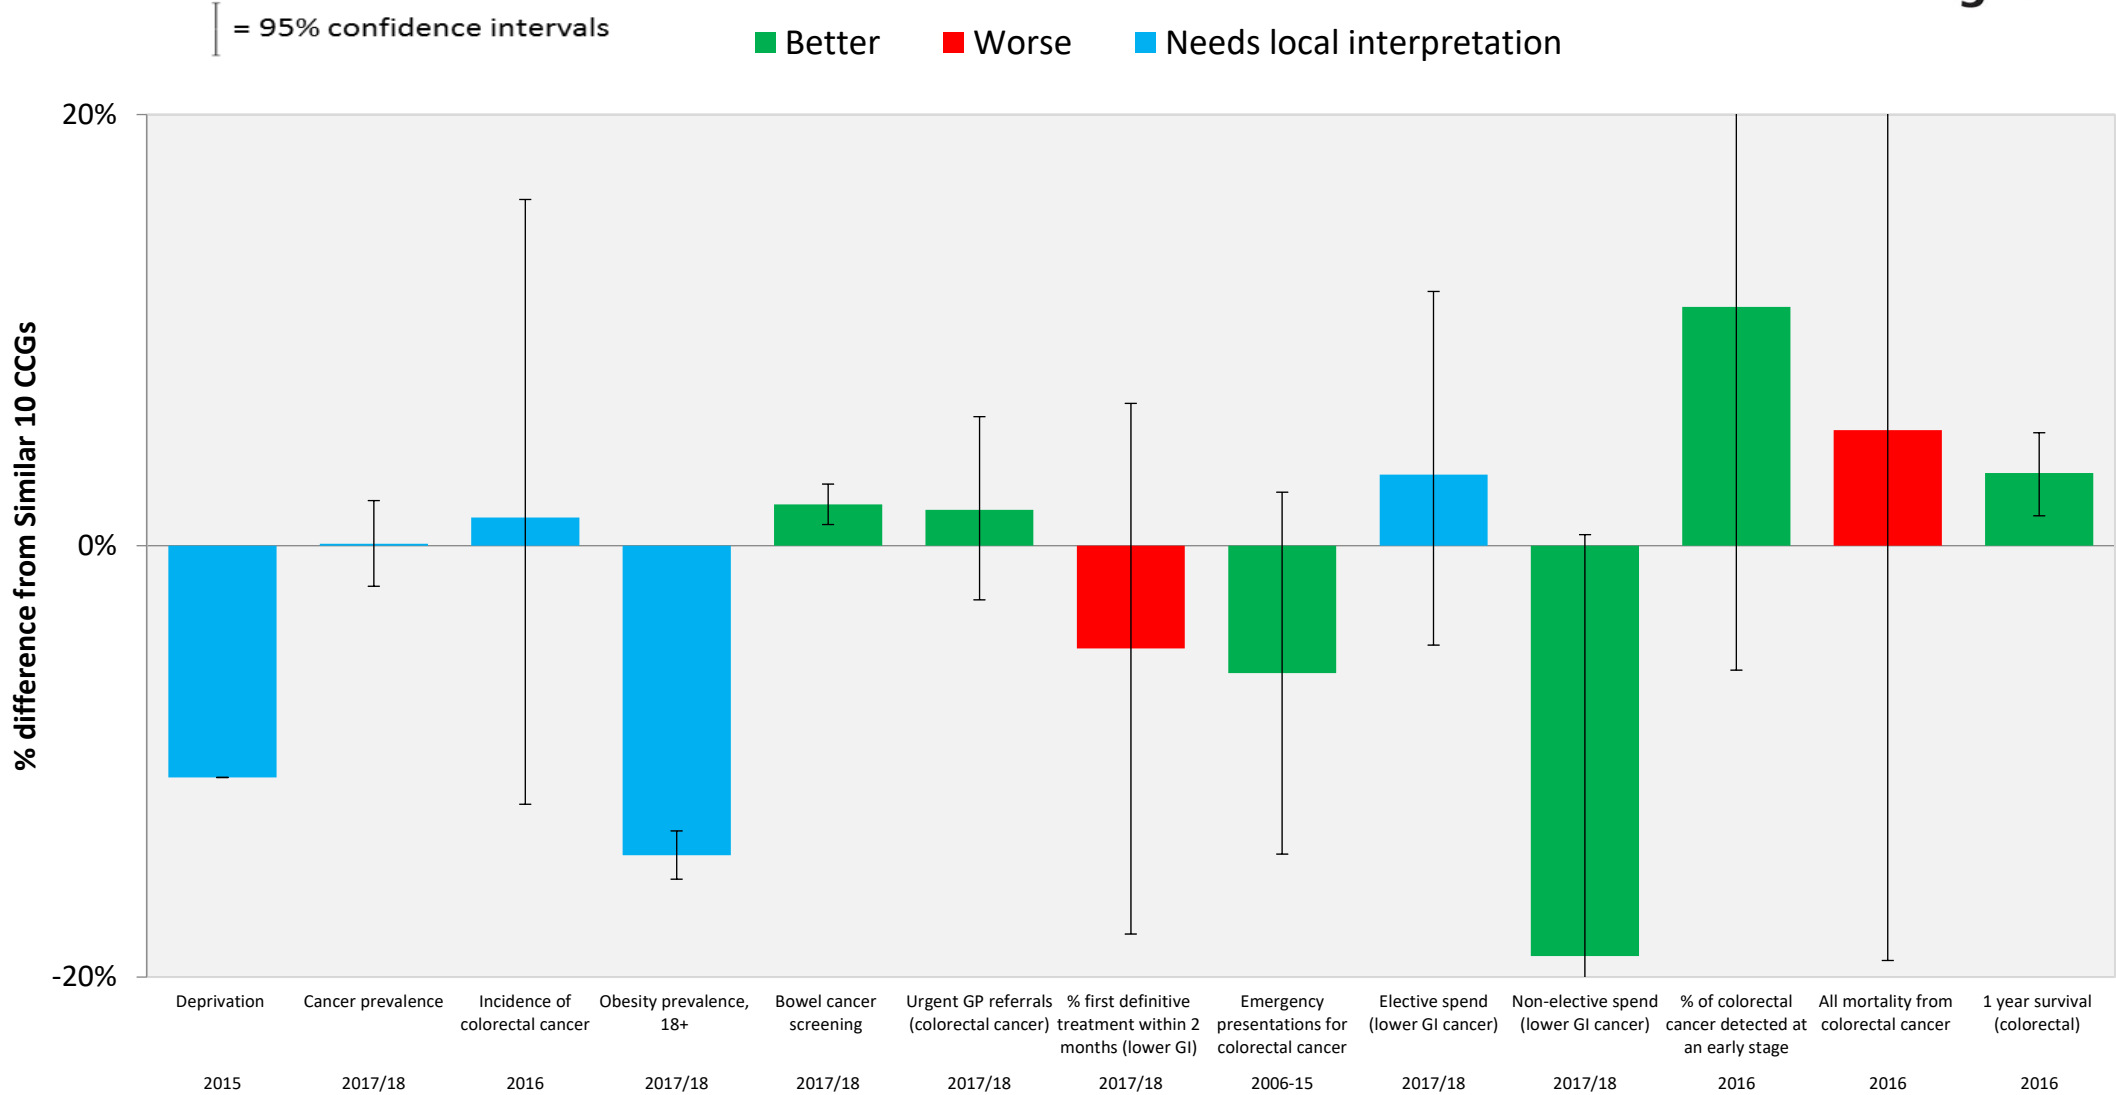 g
= 95% confidence intervals
Better
Worse
Needs local interpretation
% difference from Similar 10 CCGs
20%
0%
-20%
Deprivation
2015
Cancer prevalence
2017/18
Incidence of
colorectal cancer
2016
Obesity prevalence,
18+
2017/18
Bowel cancer
screening
2017/18
Urgent GP referrals
(colorectal cancer)
2017/18
% first definitive
treatment within 2
months (lower GI)
2017/18
Emergency
presentations for
colorectal cancer
2006-15
Elective spend
(lower GI cancer)
2017/18
Non-elective spend
(lower GI cancer)
2017/18
% of colorectal
cancer detected at
an early stage
2016
All mortality from
colorectal cancer
2016
1 year survival
(colorectal)
2016